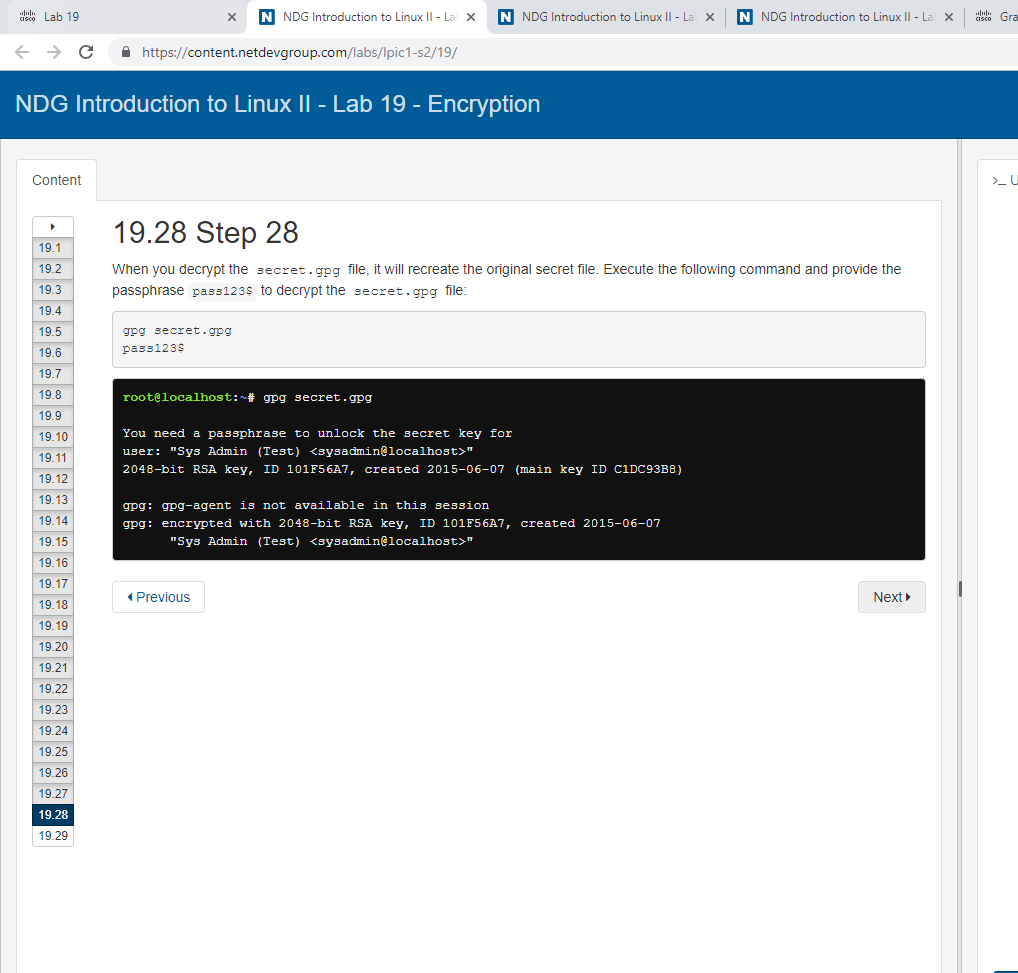 cisco Lab 19
NDG Introduction to Linux II - La
NDG Introduction to Linux II - La
NDG Introduction to Linux II - La
cisco Gra
https://content.netdevgroup.com/labs/lpic1-s2/19/
NDG Introduction to Linux II - Lab 19 - Encryption
Content
>_ U
19.1
19.2
19.3
19.4
19.5
19.6
19.7
19.8
19.9
19.10
19.11
19.12
19.13
19.14
19.15
19.16
19.17
19.18
19.19
19.20
19.21
19.22
19.23
19.24
19.25
19.26
19.27
19.28
19.29
19.28 Step 28
When you decrypt the secret.gpg file, it will recreate the original secret file. Execute the following command and provide the
passphrase pass123$ to decrypt the secret.gpg file:
gpg secret.gpg
pass123$
root@localhost:~# gpg secret.gpg
You need a passphrase to unlock the secret key for
user: "Sys Admin (Test) <sysadmin@localhost>"
2048-bit RSA key, ID 101F56A7, created 2015-06-07 (main key ID C1DC93B8)
gpg: gpg-agent is not available in this session
gpg: encrypted with 2048-bit RSA key, ID 101F56A7, created 2015-06-07
"Sys Admin (Test) <sysadmin@localhost>"
Previous
Next